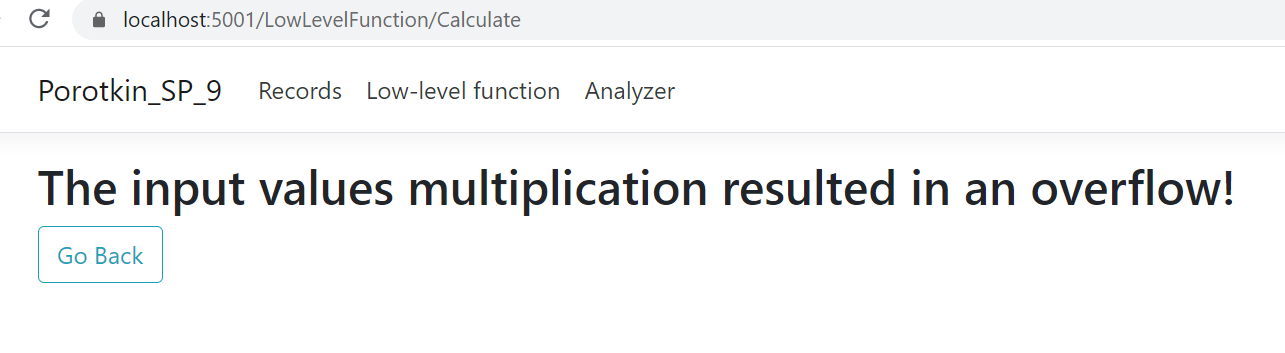 localhost:5001/LowLevelFunction/Calculate
Porotkin_SP_9 Records Low-level function Analyzer
The input values multiplication resulted in an overflow!
Go Back